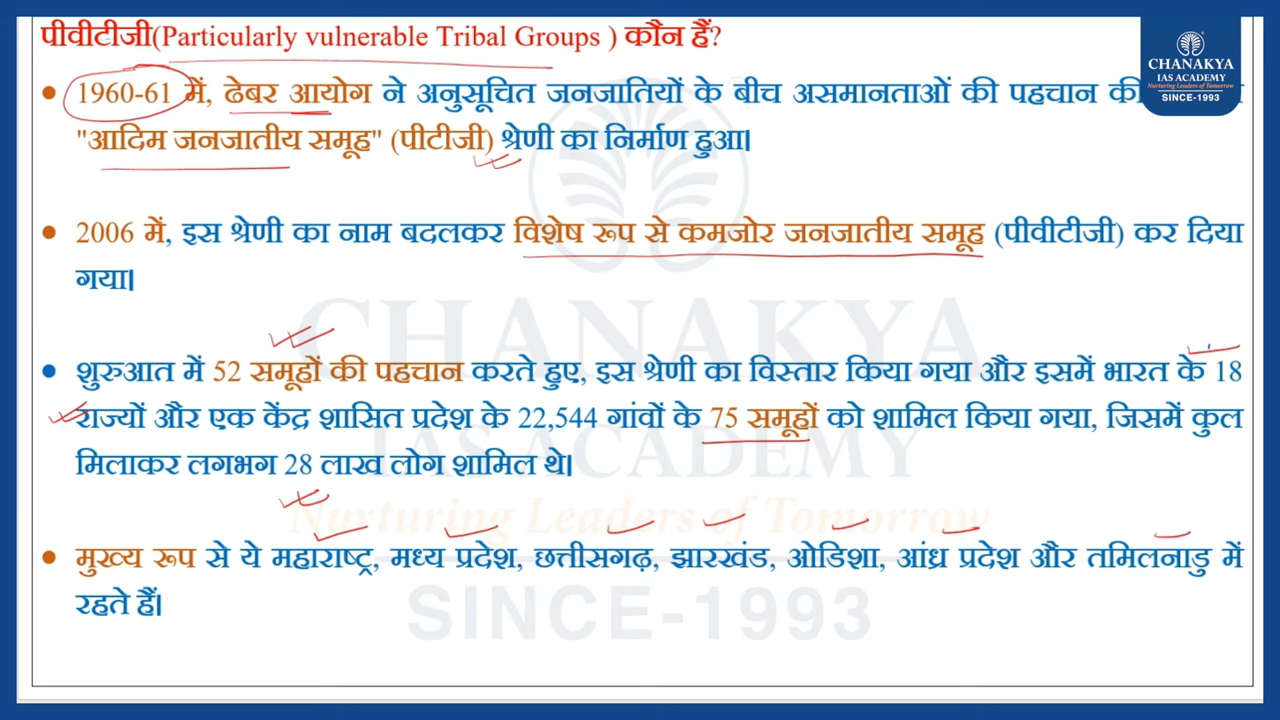 पीवीटीजी(Particularly vulnerable Tribal Groups ) कौन हैं?
CHANAKYA
IAS ACADEMY
Nurturing Leaders of Tomorrow
SINCE-1993
• 1960-61 में, ढेबर आयोग ने अनुसूचित जनजातियों के बीच असमानताओं की पहचान की
"आदिम जनजातीय समूह" (पीटीजी) श्रेणी का निर्माण हुआ।
• 2006 में, इस श्रेणी का नाम बदलकर विशेष रूप से कमजोर जनजातीय समूह (पीवीटीजी) कर दिया
गया।
CHANAKYA
• शुरुआत में 52 समूहों की पहचान करते हुए, इस श्रेणी का विस्तार किया गया और इसमें भारत के 18
राज्यों और एक केंद्र शासित प्रदेश के 22,544 गांवों के 75 समूहों को शामिल किया गया, जिसमें कुल
IAS ACADEMY
मिलाकर लगभग 28 लाख लोग शामिल थे।
Nurturing Leaders of Tomorrow
• मुख्य रूप से ये महाराष्ट्र, मध्य प्रदेश, छत्तीसगढ़, झारखंड, ओडिशा, आंध्र प्रदेश और तमिलनाडु में
रहते हैं।
SINCE-1993